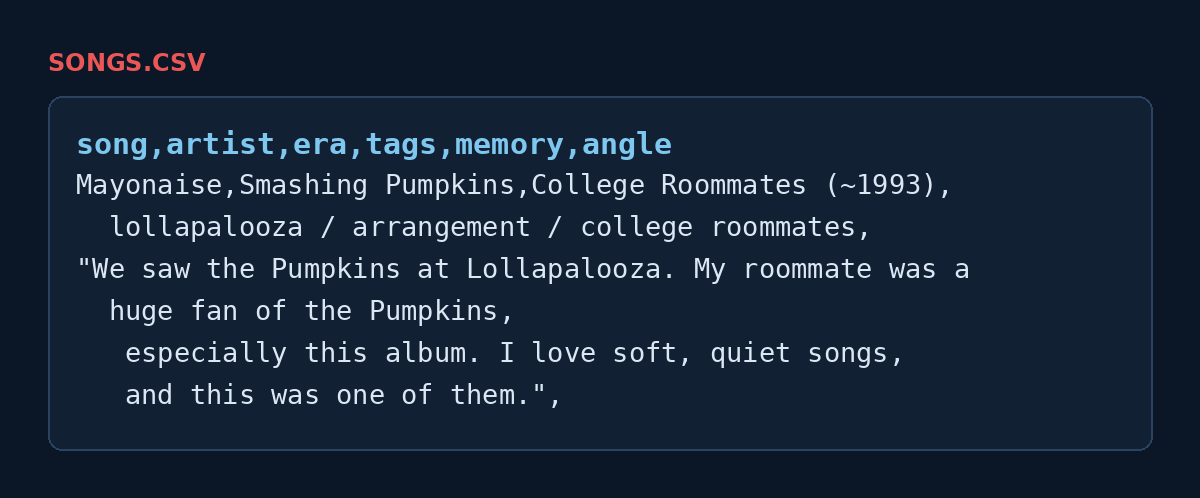 SONGS.CSV
song,artist,era,tags,memory,angle
Mayonaise,Smashing Pumpkins,College Roommates (~1993),
lollapalooza / arrangement / college roommates,
"We saw the Pumpkins at Lollapalooza. My roommate was a
huge fan of the Pumpkins,
especially this album. I love soft, quiet songs,
and this was one of them.",